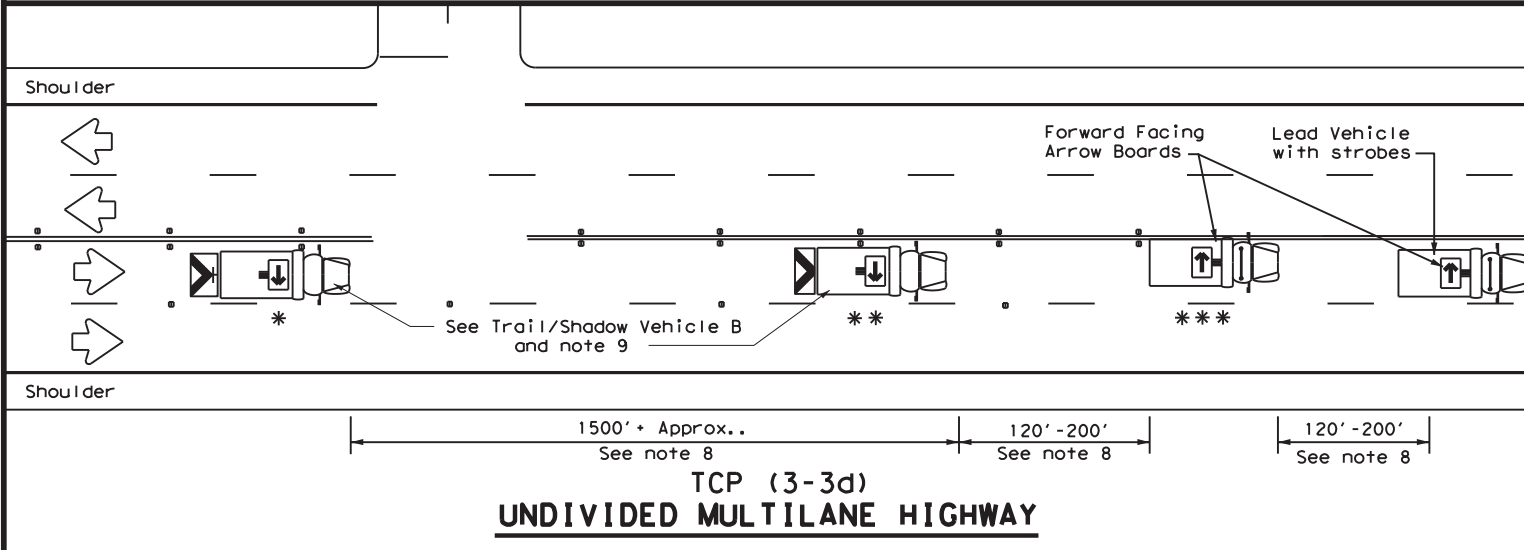 Shoulder
Forward Facing
Arrow Boards
Lead Vehicle
with strobes
*
**
***
See Trail/Shadow Vehicle B
and note 9
Shoulder
1500'+ Approx..
See note 8
120'-200'
See note 8
120'-200'
See note 8
TCP (3-3d)
UNDIVIDED MULTILANE HIGHWAY